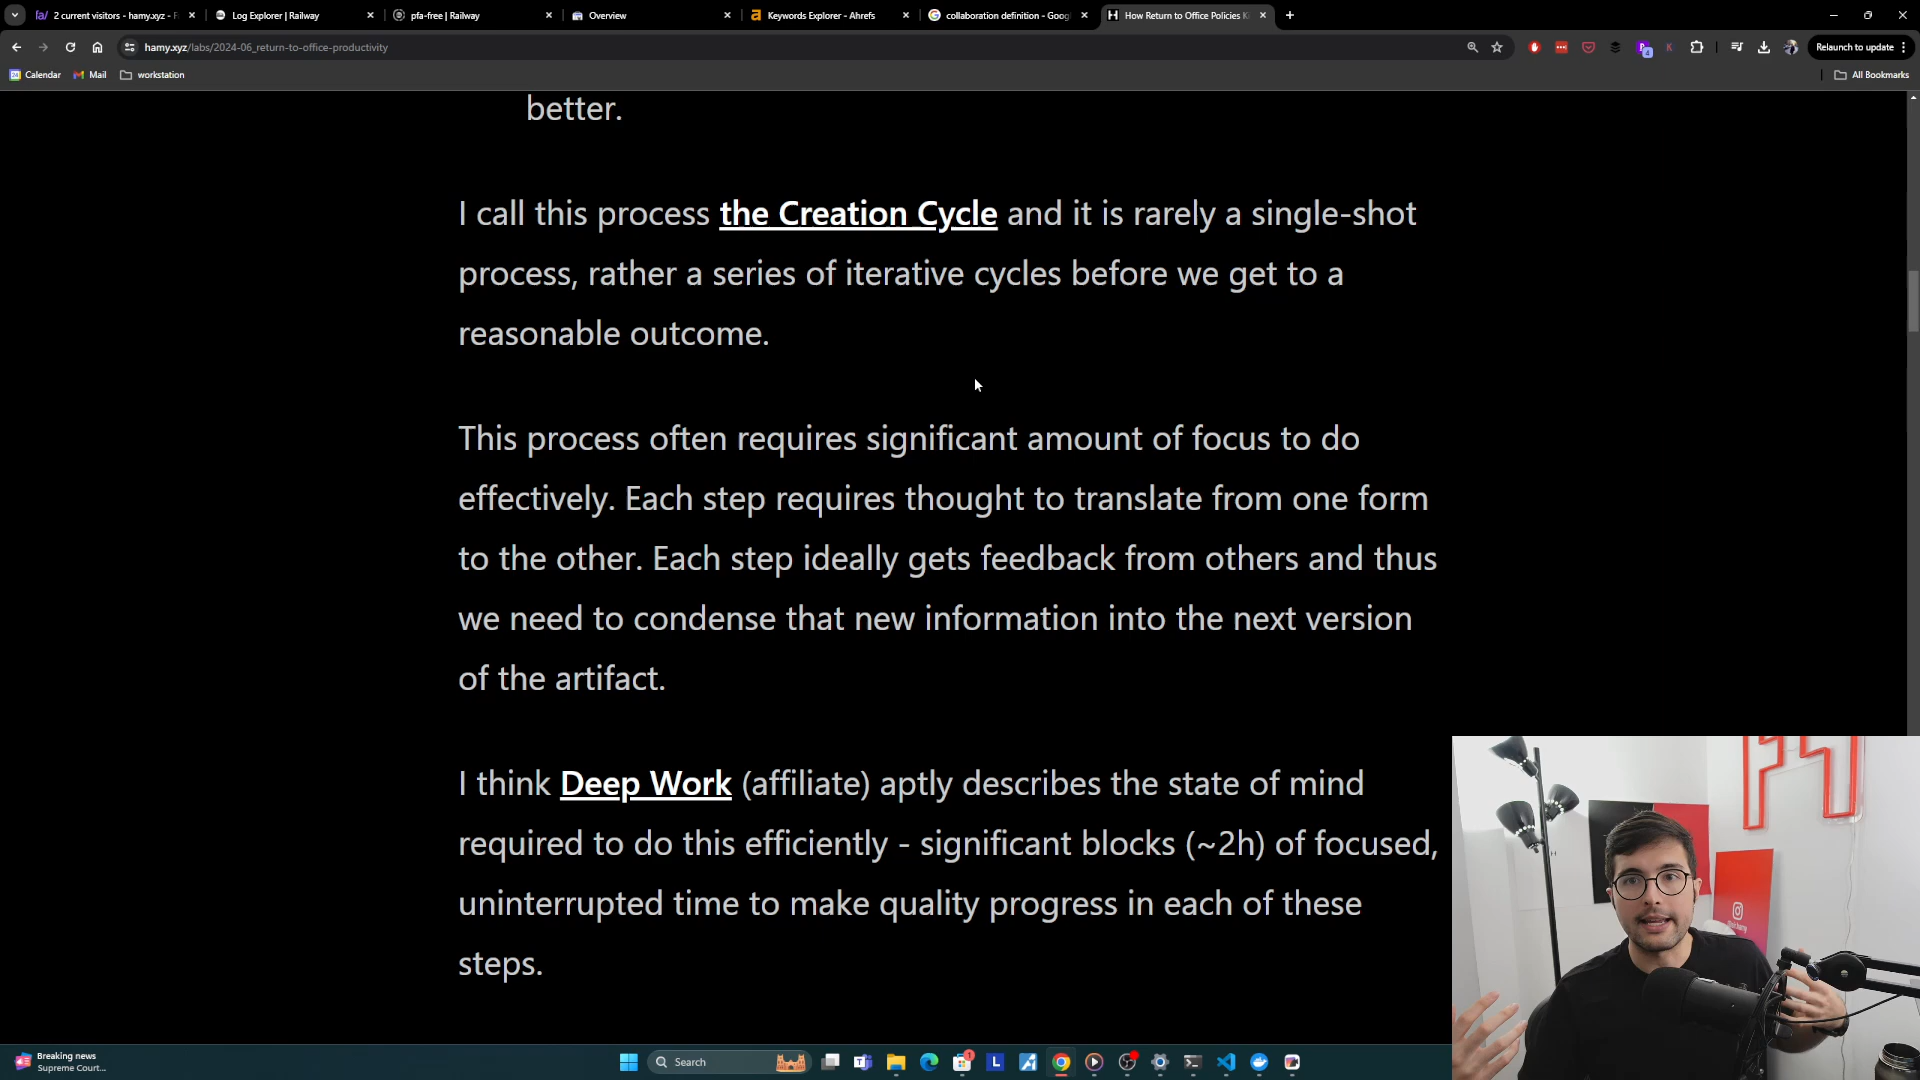 2 current visitors - hamy.xyz - F
Log Explorer | Railway
pfa-free | Railway
Overview
Keywords Explorer - Ahrefs
collaboration definition - Goog
How Return to Office Policies Ki
hamy.xyz/labs/2024-06_return-to-office-productivity
Relaunch to update
Calendar
Mail
workstation
All Bookmarks
better.
I call this process the Creation Cycle and it is rarely a single-shot
process, rather a series of iterative cycles before we get to a
reasonable outcome.
This process often requires significant amount of focus to do
effectively. Each step requires thought to translate from one form
to the other. Each step ideally gets feedback from others and thus
we need to condense that new information into the next version
of the artifact.
I think Deep Work (affiliate) aptly describes the state of mind
required to do this efficiently - significant blocks (~2h) of focused,
uninterrupted time to make quality progress in each of these
steps.
Breaking news
Supreme Court...
Search